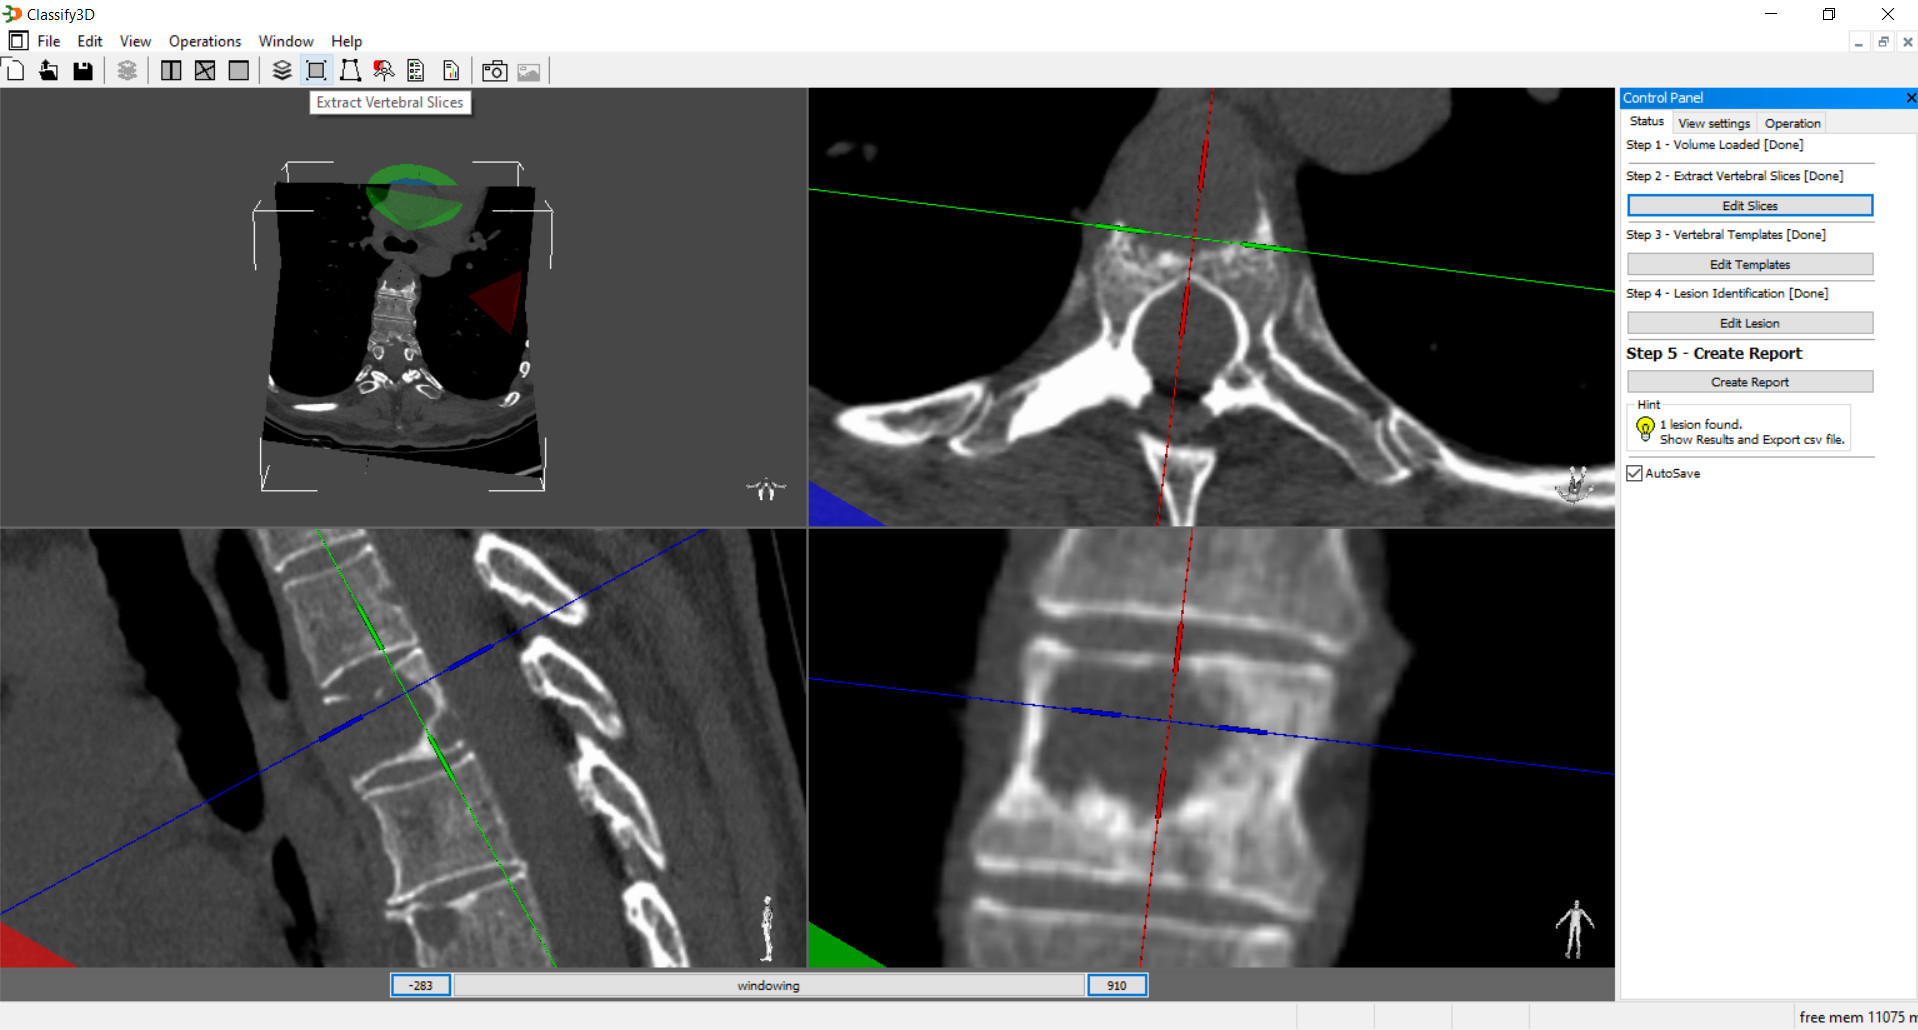 Classify3D
File Edit View Operations Window Help
Extract Vertebral Slices
Control Panel
Status View settings Operation
Step 1 - Volume Loaded [Done]
Step 2 - Extract Vertebral Slices [Done]
Edit Slices
Step 3 - Vertebral Templates [Done]
Edit Templates
Step 4 - Lesion Identification [Done]
Edit Lesion
Step 5 - Create Report
Create Report
Hint
1 lesion found.
Show Results and Export csv file.
AutoSave
-283 windowing 910
free mem 11075 m